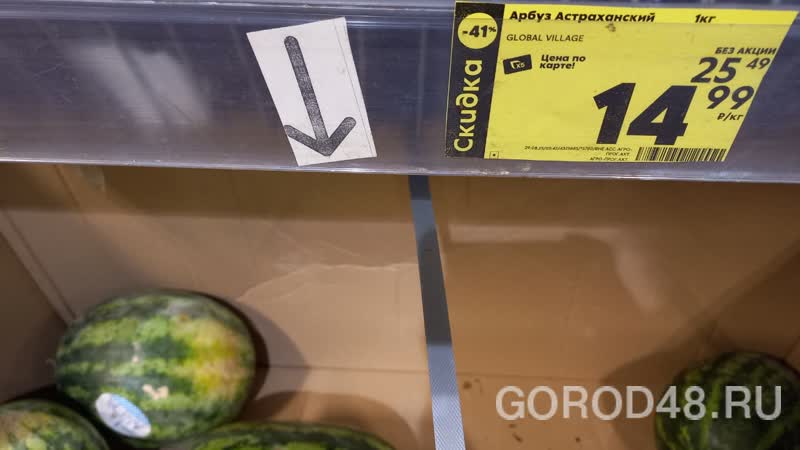 Арбуз Астраханский 1кг
GLOBAL VILLAGE
-41%
Скидка
X5
Цена по
карте!
БЕЗ АКЦИИ
25 49
14 99
₽/кг
GOROD48.RU